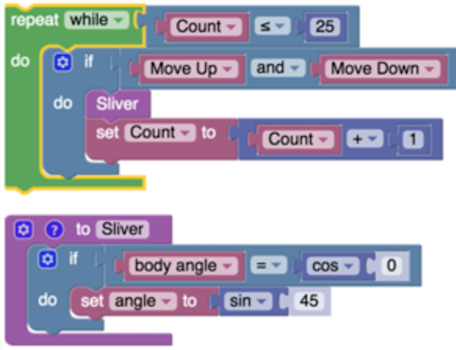 repeat while Count ≤ 25
do if Move Up and Move Down
do Sliver
set Count to Count + 1
? to Sliver
if body angle = cos 0
do set angle to sin 45